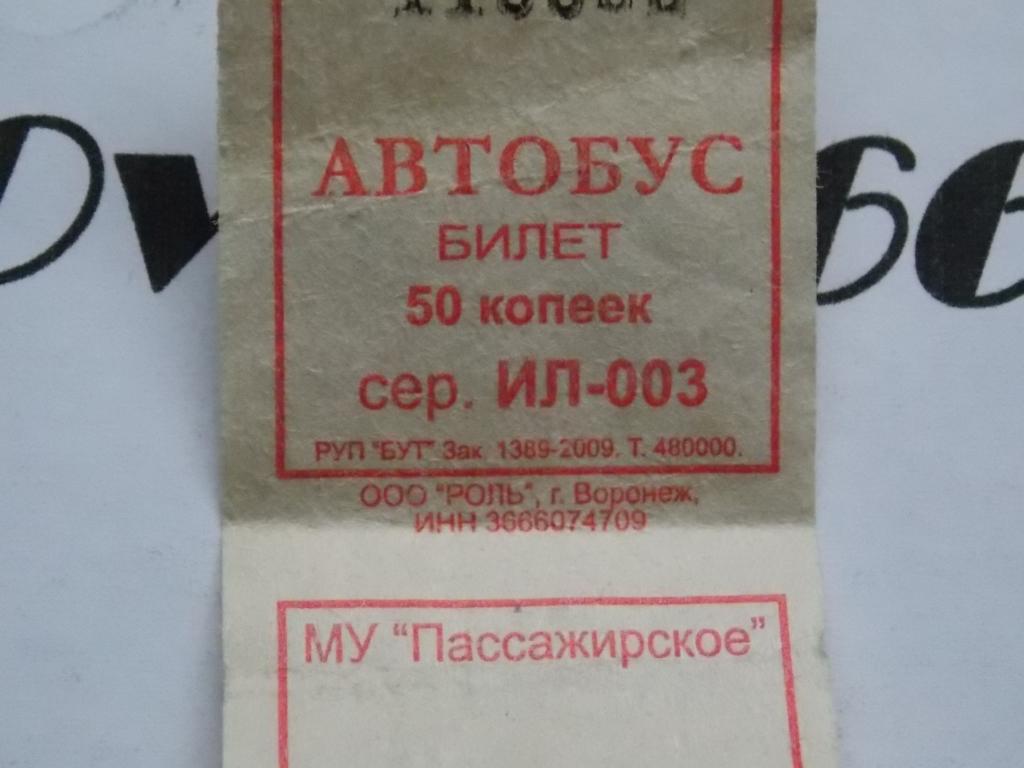 АВТОБУС
БИЛЕТ
50 копеек
сер. ИЛ-003
РУП "БУТ" Зак. 1389-2009. Т. 480000.
ООО "РОЛЬ", г. Воронеж,
ИНН 3666074709
МУ “Пассажирское”